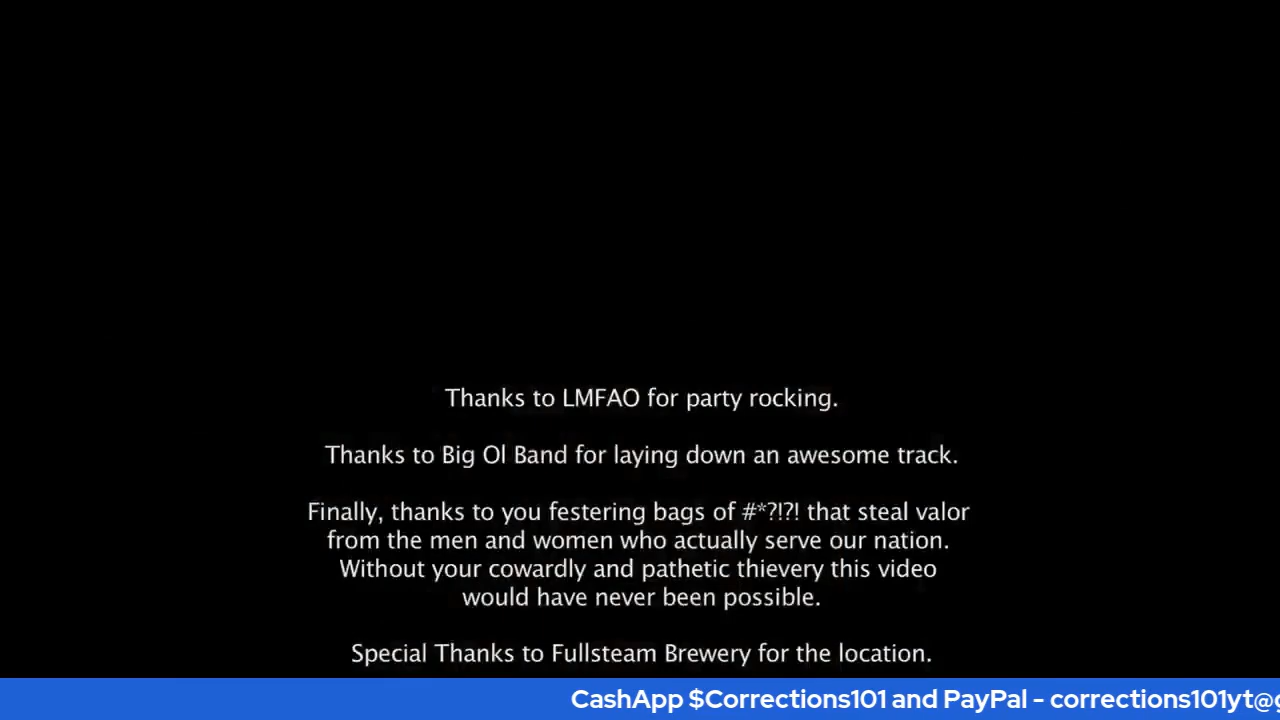 Thanks to LMFAO for party rocking.
Thanks to Big Ol Band for laying down an awesome track.
Finally, thanks to you festering bags of #*?!?! that steal valor
from the men and women who actually serve our nation.
Without your cowardly and pathetic thievery this video
would have never been possible.
Special Thanks to Fullsteam Brewery for the location.
CashApp $Corrections101 and PayPal - corrections101yt@g